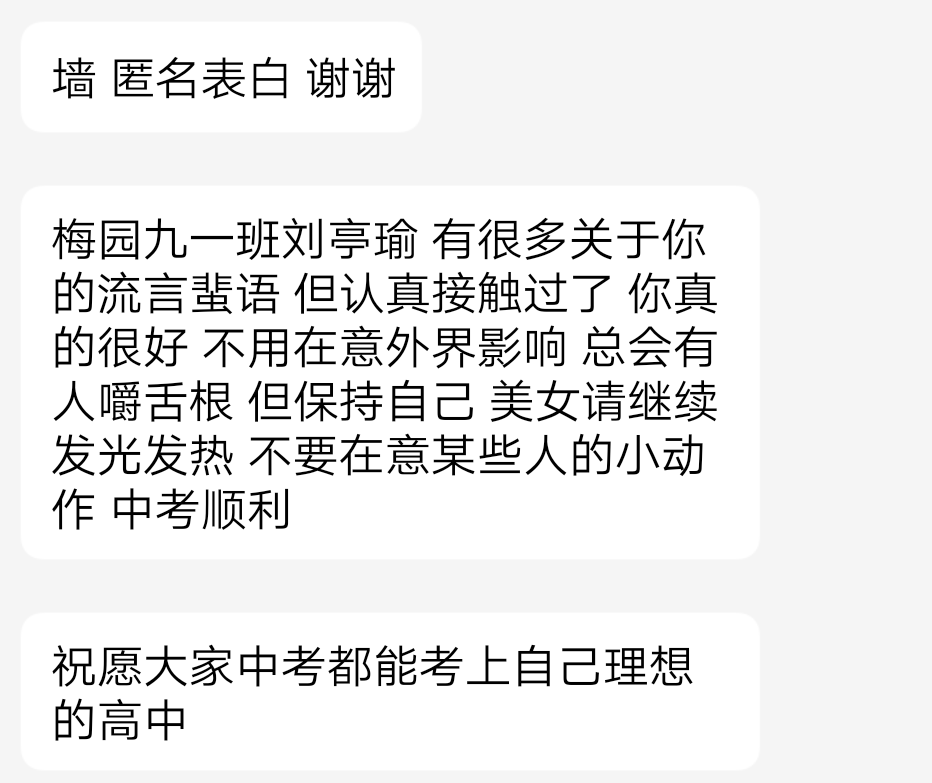 墙 匿名表白 谢谢
梅园九一班刘亭瑜 有很多关于你
的流言蜚语 但认真接触过了 你真
的很好 不用在意外界影响 总会有
人嚼舌根 但保持自己 美女请继续
发光发热 不要在意某些人的小动
作 中考顺利
祝愿大家中考都能考上自己理想
的高中